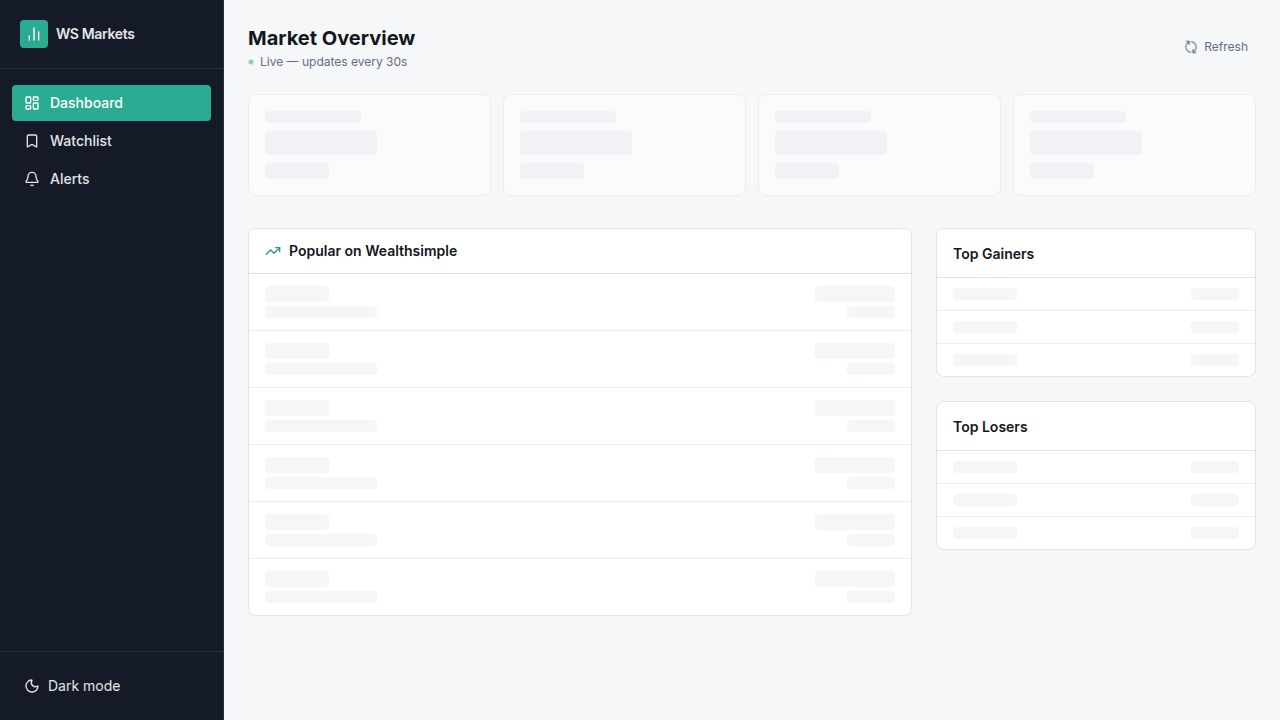 WS Markets
Dashboard
Watchlist
Alerts
Dark mode
Market Overview
Live — updates every 30s
Refresh
Popular on Wealthsimple
Top Gainers
Top Losers